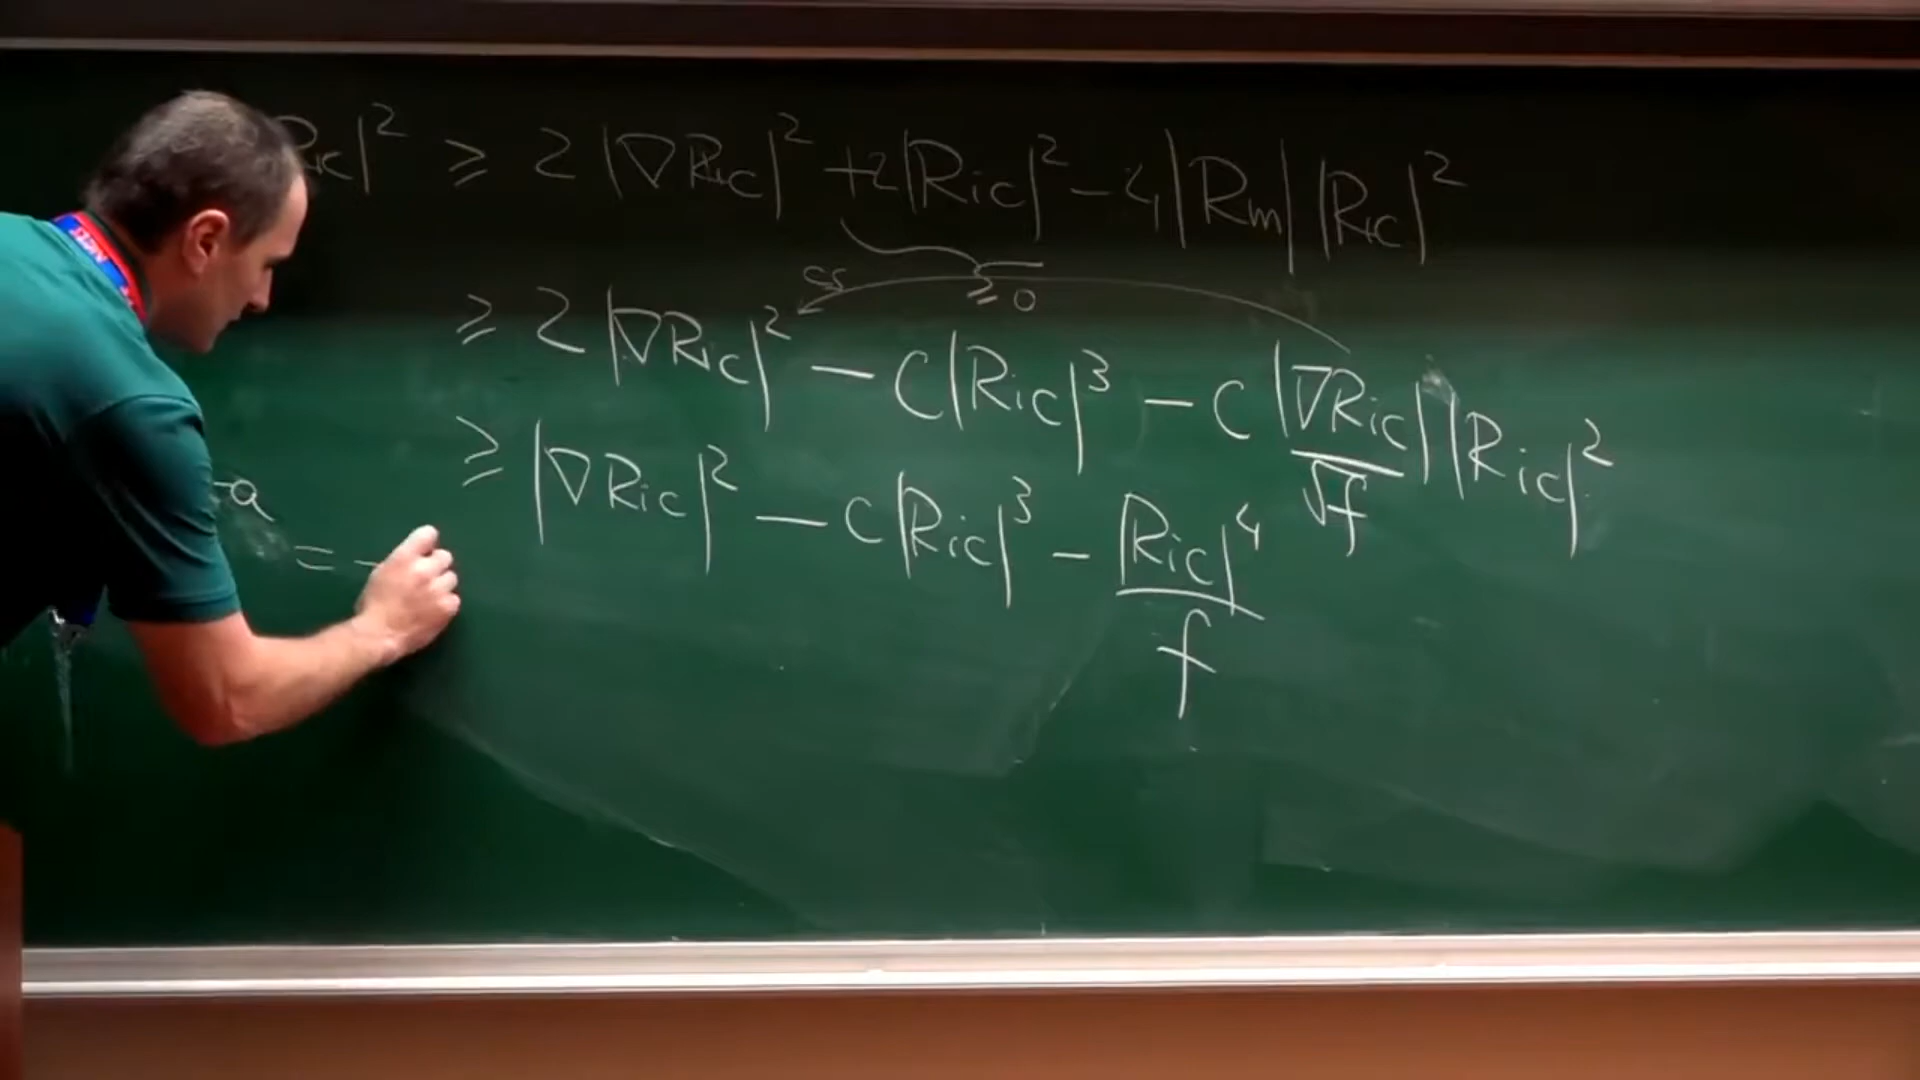 Ric|² ≥ 2|∇Ric|² +2|Ric|² - 4|Rm||Ric|²
≥ 0
cs
≥ 2|∇Ric|² - C|Ric|³ - C |∇Ric|/√f |Ric|²
≥ |∇Ric|² - C|Ric|³ - |Ric|⁴/f
-a
= -